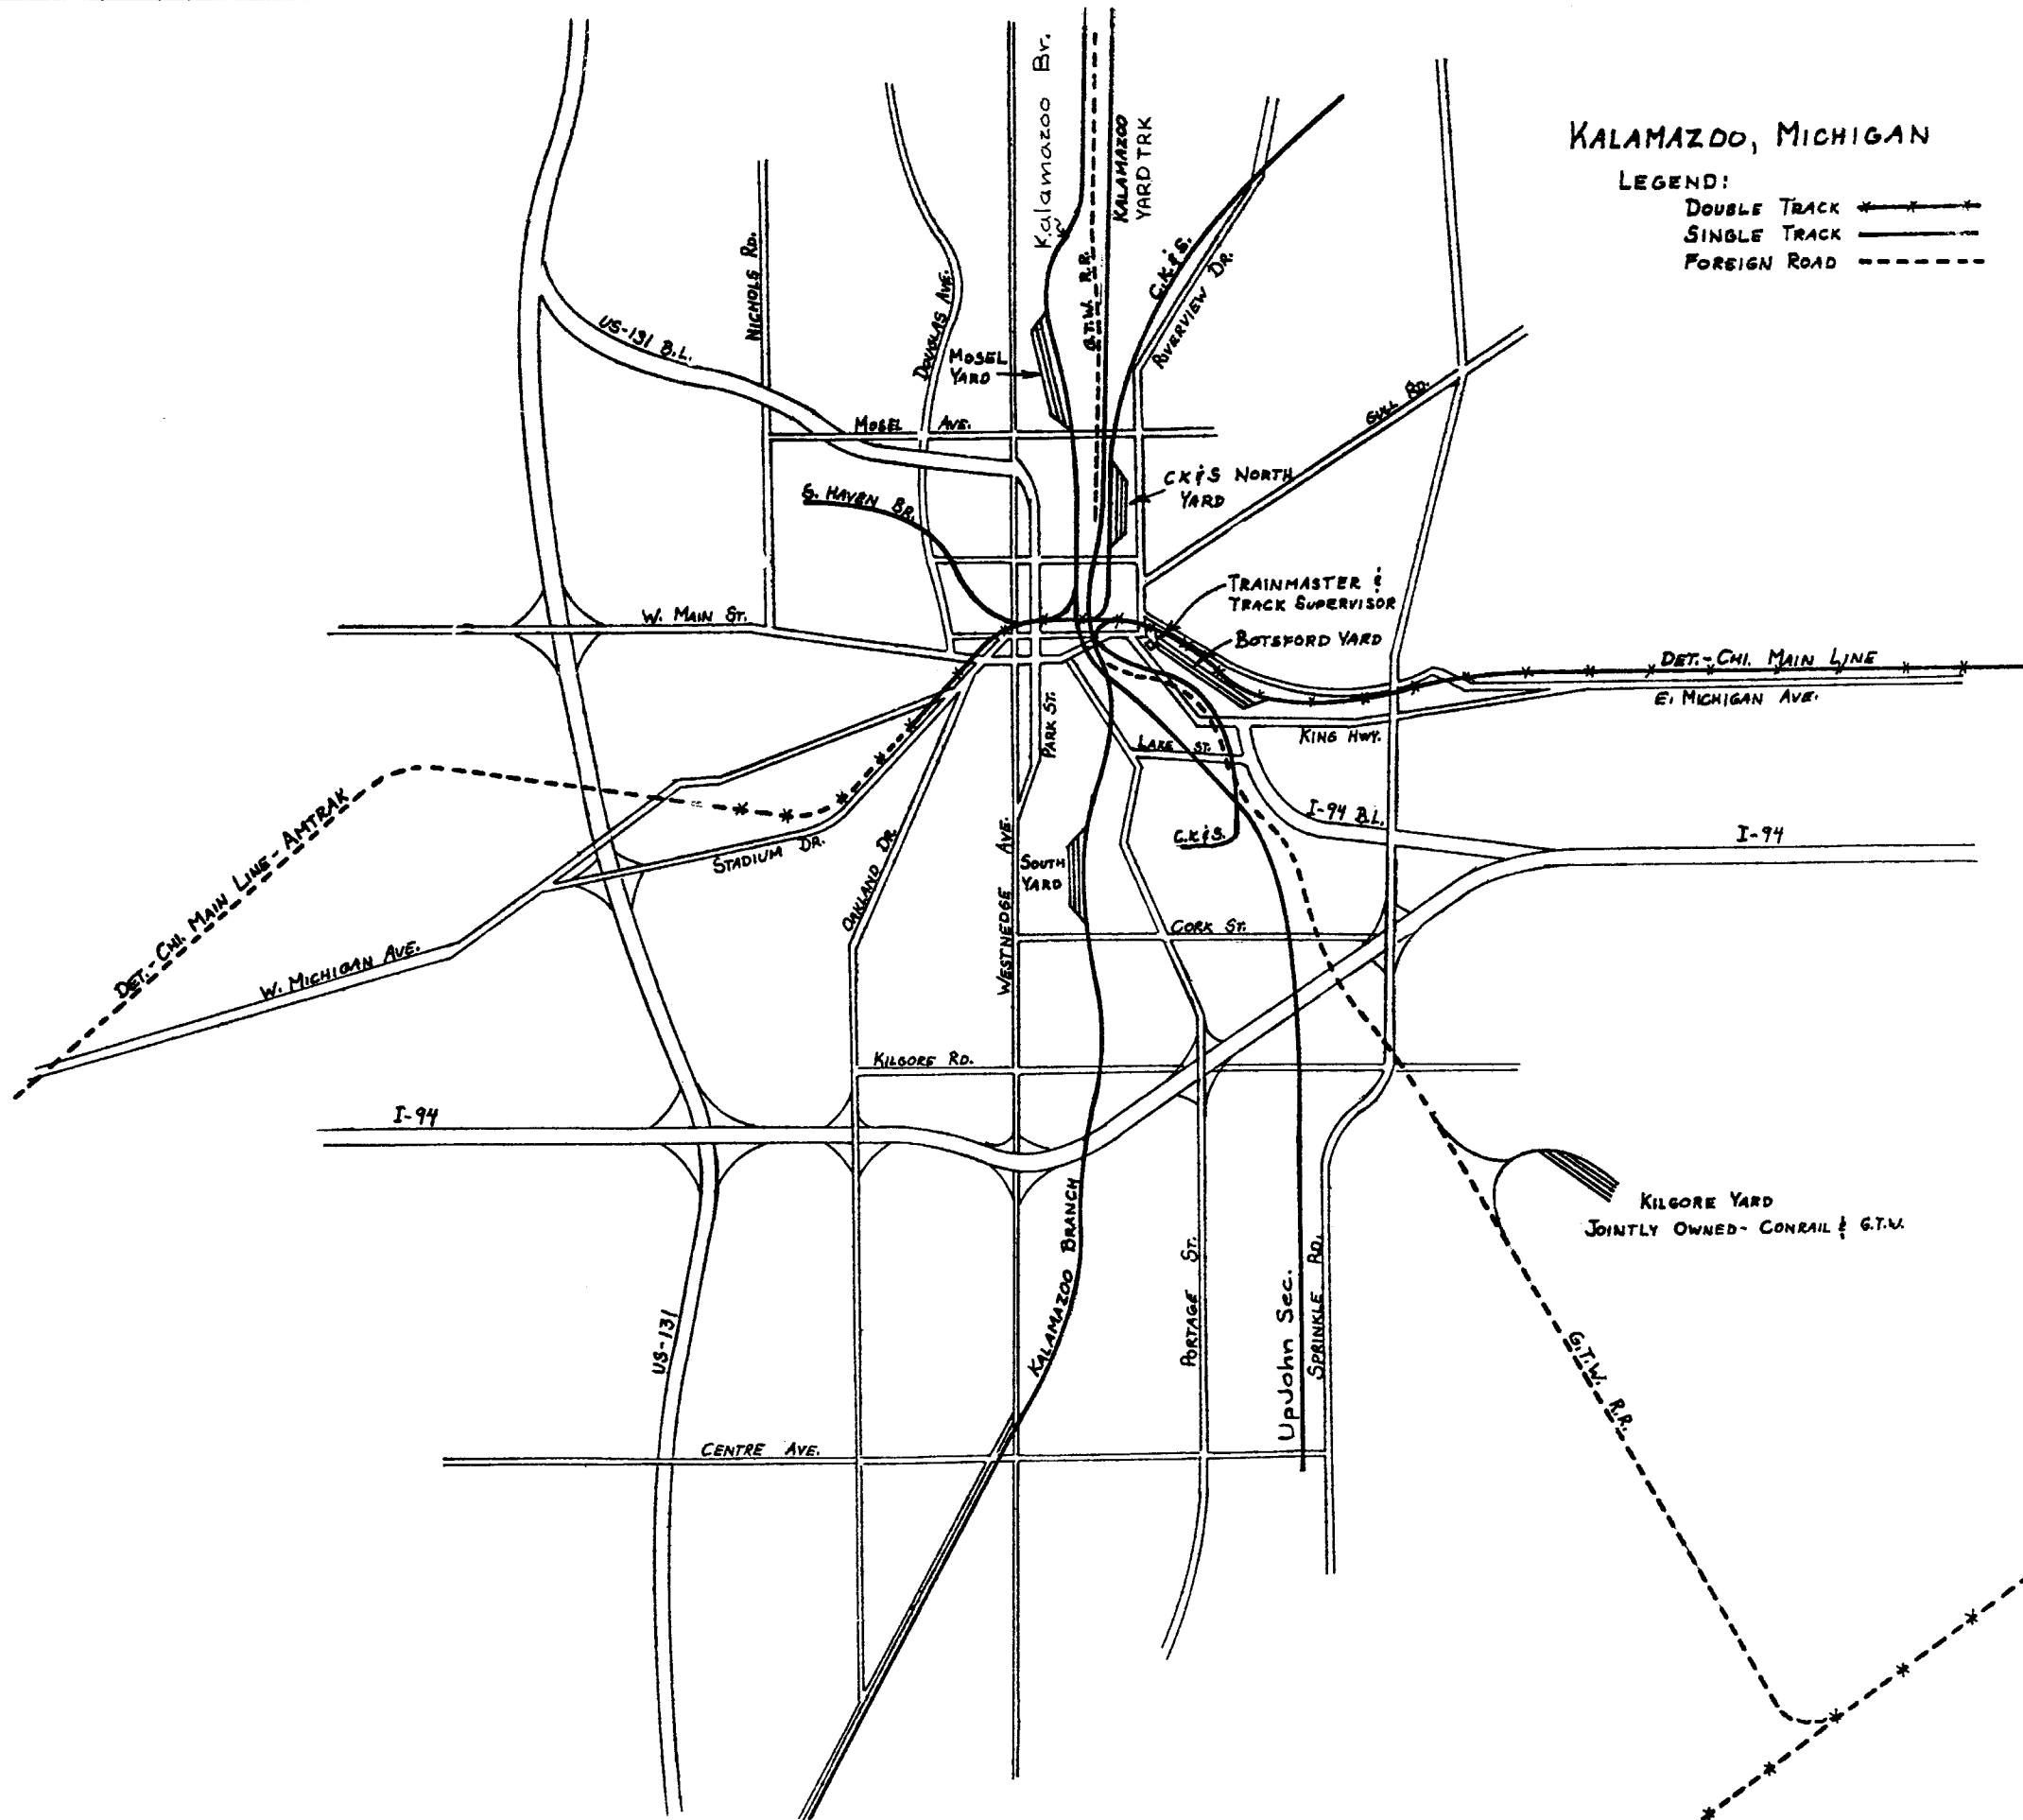 KALAMAZOO, MICHIGAN
LEGEND:
DOUBLE TRACK
SINGLE TRACK
FOREIGN ROAD
Kalamazoo Br.
KALAMAZOO
YARD TRK
G.T.W. R.R.
C.K.&S.
RIVERVIEW DR.
NICHOLS RD.
DOUGLAS AVE.
US-131 B.L.
MOSEL
YARD
MOSEL AVE.
GULL RD.
CK&S NORTH
YARD
S. HAVEN BR.
TRAINMASTER &
TRACK SUPERVISOR
BOTSFORD YARD
W. MAIN ST.
DET.-CHI. MAIN LINE
E. MICHIGAN AVE.
KING HWY.
PARK ST.
LAKE ST.
I-94 B.L.
I-94
C.K.&S.
DET.-CHI. MAIN LINE-AMTRAK
STADIUM DR.
OAKLAND DR.
WESTNEDGE AVE.
SOUTH
YARD
CORK ST.
W. MICHIGAN AVE.
KILGORE RD.
I-94
KILGORE YARD
JOINTLY OWNED- CONRAIL & G.T.W.
KALAMAZOO BRANCH
PORTAGE ST.
UpJohn Sec.
SPRINKLE RD.
US-131
G.T.W. R.R.
CENTRE AVE.